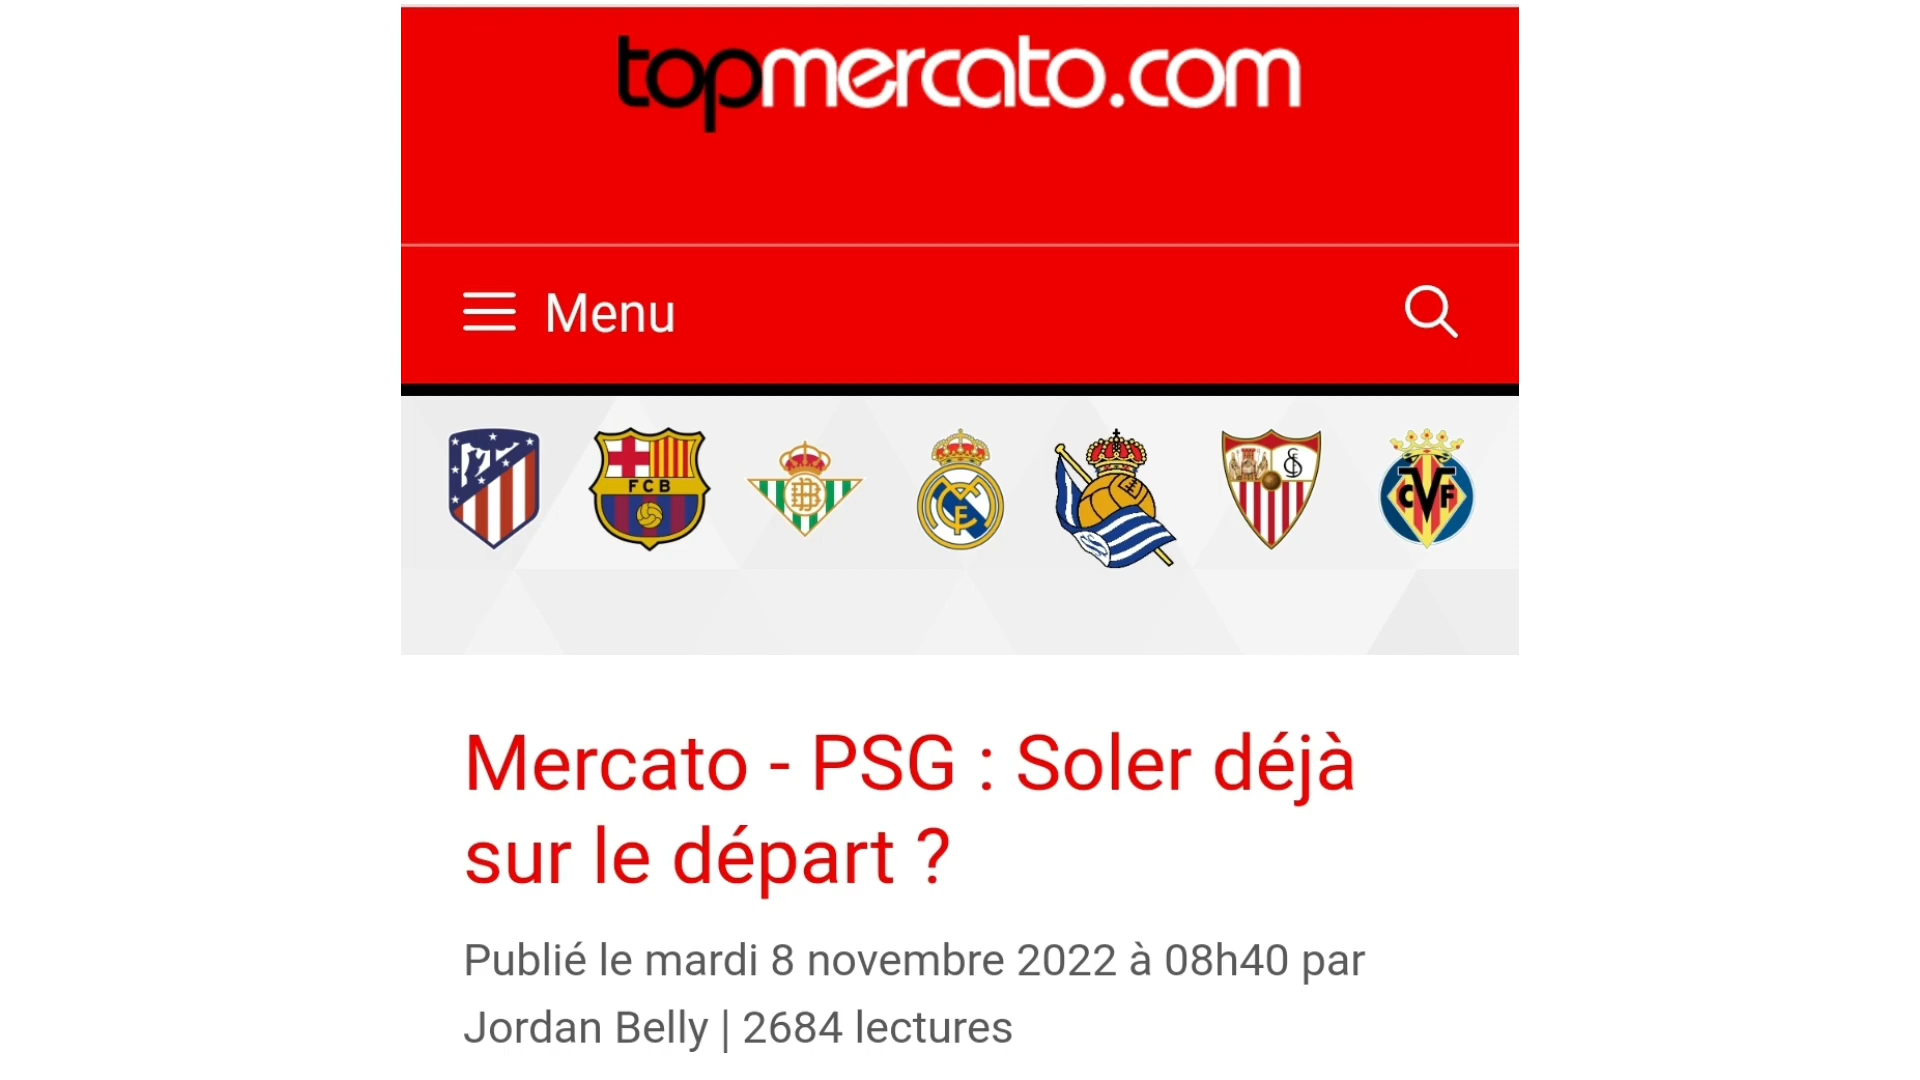 topmercato.com
Menu
FCB
CVF
Mercato - PSG : Soler déjà
sur le départ ?
Publié le mardi 8 novembre 2022 à 08h40 par
Jordan Belly | 2684 lectures